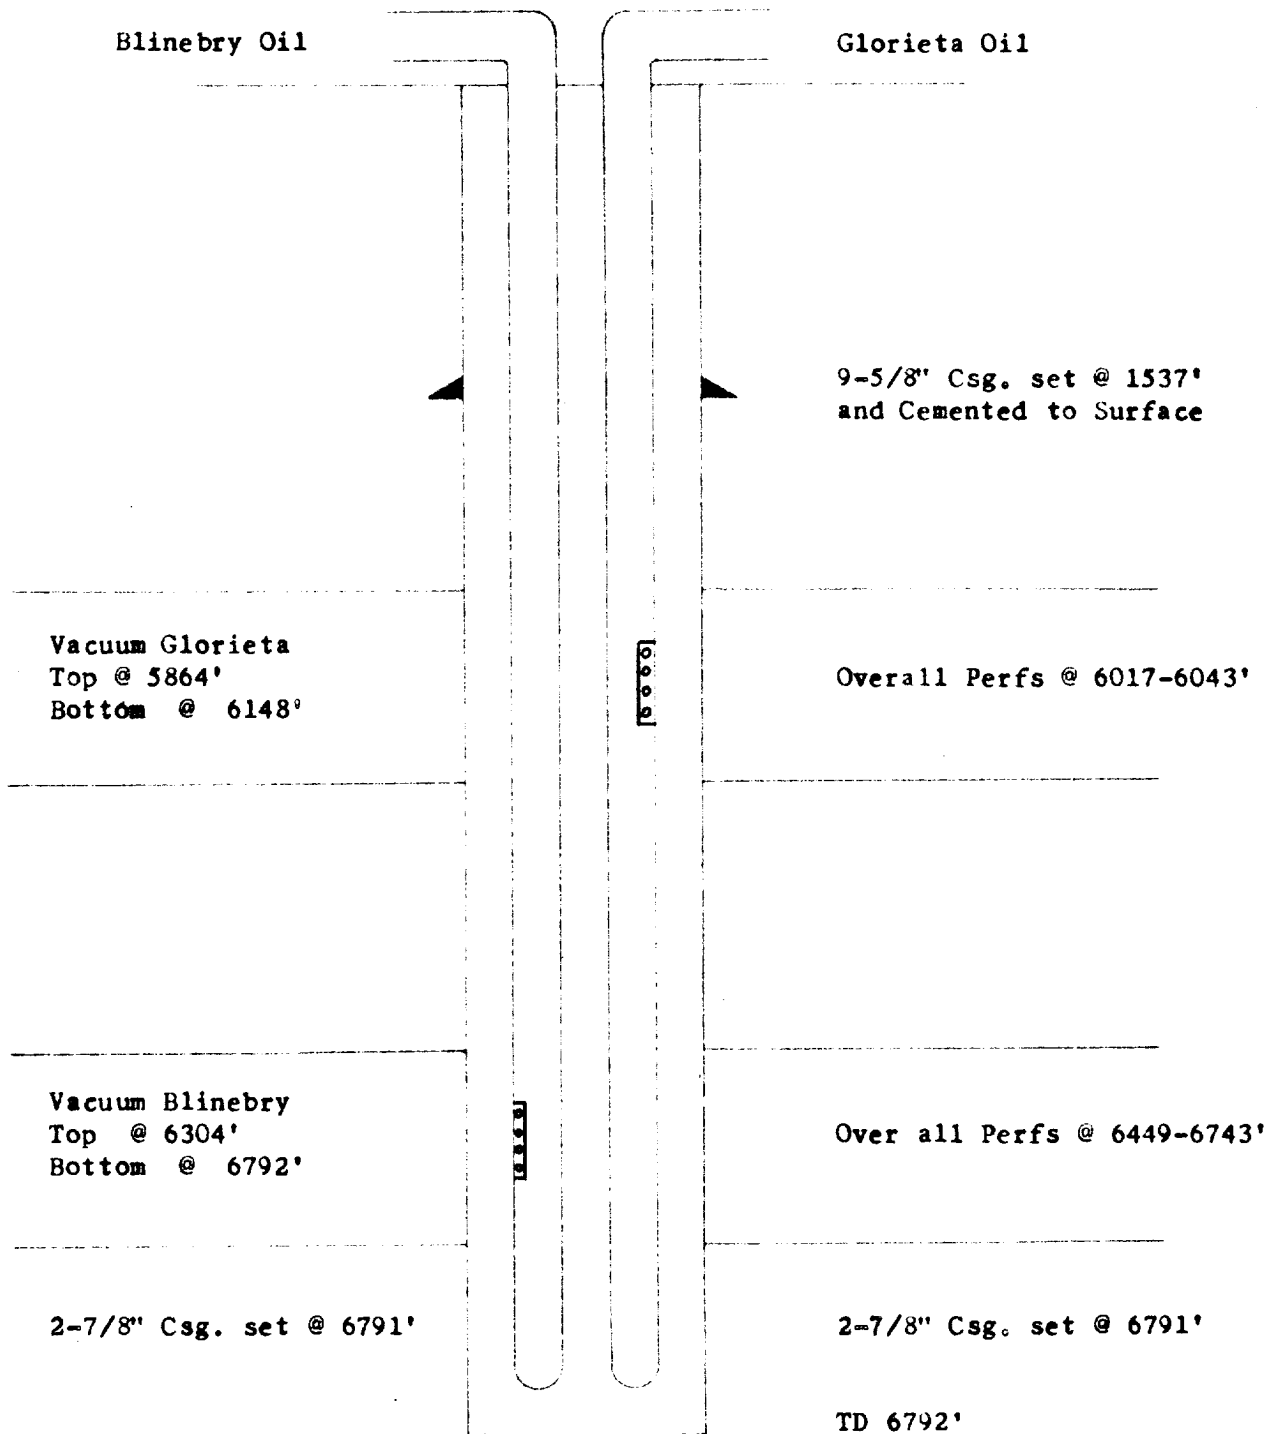 Blinebry Oil
Glorieta Oil
9-5/8" Csg. set @ 1537'
and Cemented to Surface
Vacuum Glorieta
Top @ 5864'
Bottom @ 6148'
Overall Perfs @ 6017-6043'
Vacuum Blinebry
Top @ 6304'
Bottom @ 6792'
Over all Perfs @ 6449-6743'
2-7/8" Csg. set @ 6791'
2-7/8" Csg. set @ 6791'
TD 6792'